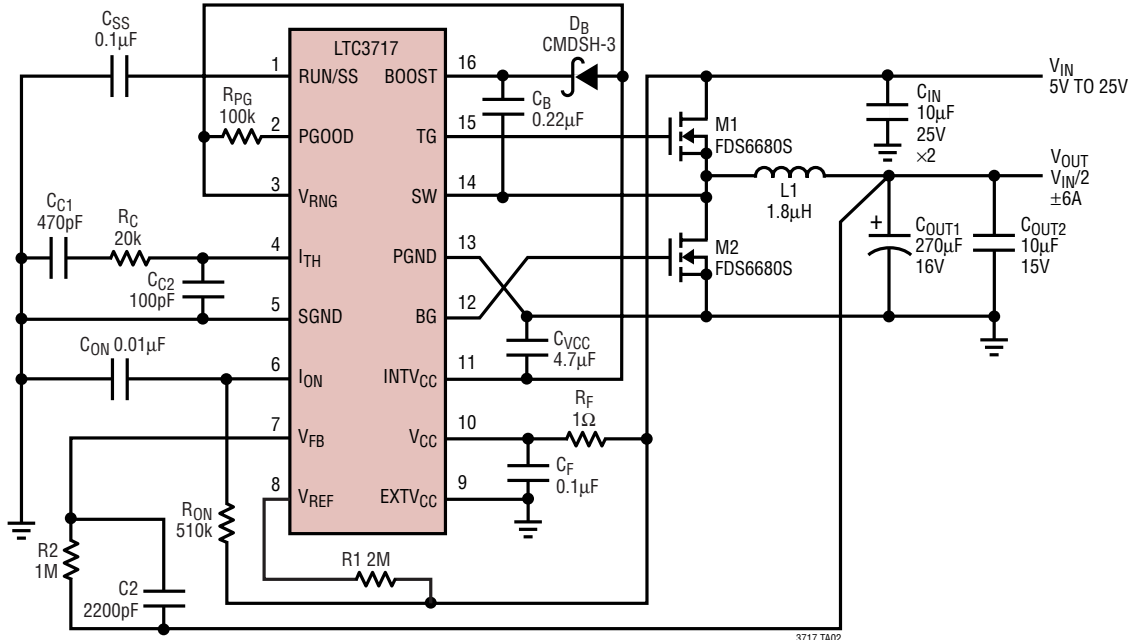 C_SS
0.1µF
LTC3717
D_B
CMDSH-3
1
RUN/SS
BOOST
16
C_B
0.22µF
R_PG
100k
2
PGOOD
TG
15
M1
FDS6680S
V_IN
5V TO 25V
C_IN
10µF
25V
×2
3
V_RNG
SW
14
L1
1.8µH
V_OUT
V_IN/2
±6A
C_C1
470pF
R_C
20k
4
I_TH
PGND
13
M2
FDS6680S
+
C_OUT1
270µF
16V
C_OUT2
10µF
15V
C_C2
100pF
5
SGND
BG
12
C_VCC
4.7µF
C_ON 0.01µF
6
I_ON
INTV_CC
11
R_F
1Ω
7
V_FB
V_CC
10
C_F
0.1µF
8
V_REF
EXTV_CC
9
R_ON
510k
R1 2M
R2
1M
C2
2200pF
3717 TA02